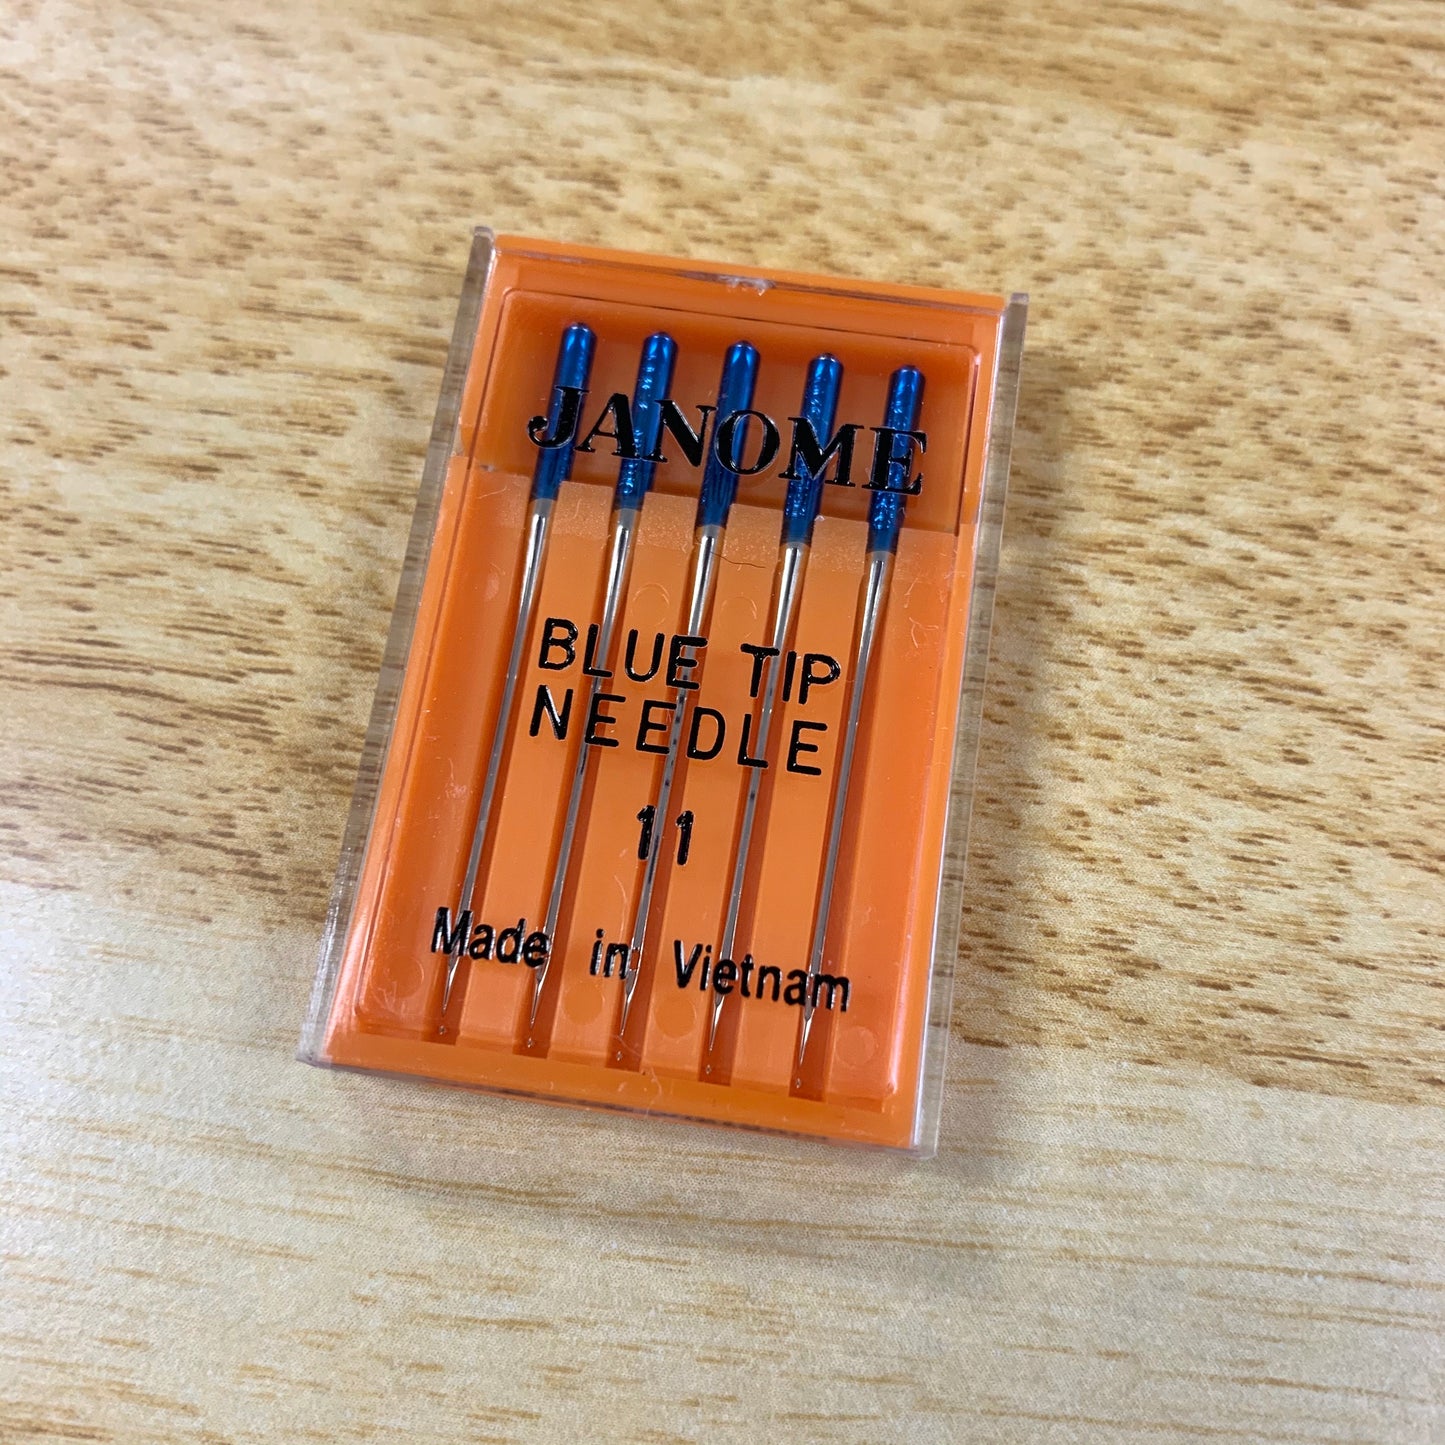 JANOME
BLUE TIP
NEEDLE
11
Made in Vietnam